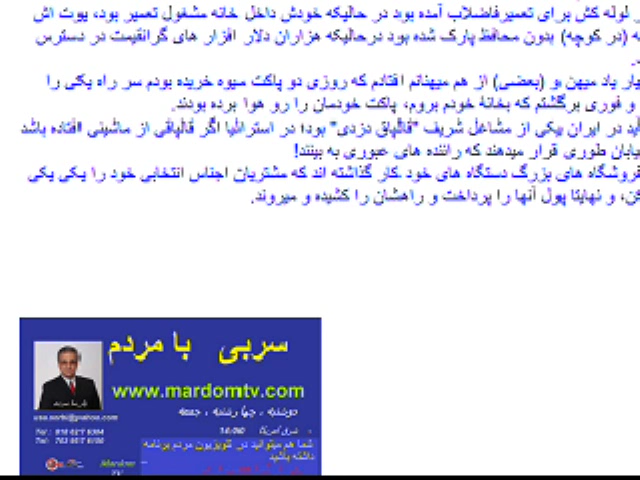 لوله کش برای تعمیرفاضلاب آمده بود در حالیکه خودش داخل خانه مشغول تعمیر بود، یوت اش
(در کوچه) بدون محافظ پارک شده بود درحالیکه هزاران دلار افزار های گرانقیمت در دسترس
یاد میهن و (بعضی) از هم میهنانم افتادم که روزی دو پاکت میوه خریده بودم سر راه یکی را
و فوری برگشتم که بخانهٔ خودم بروم، پاکت خودمان را رو هوا برده بودند.
در ایران یکی از مشاغل شریف "قالپاق دزدی" بود؛ در استرالیا اگر قالپاقی از ماشینی افتاده باشد
طوری قرار میدهند که راننده های عبوری به بینند!
فروشگاه های بزرگ دستگاه های خود کار گذاشته اند که مشتریان اجناس انتخابی خود را یکی یکی
و نهایتا پول آنها را پرداخت و راهشان را کشیده و میروند.
سربی با مردم
www.mardomtv.com
دوشنبه ، چهارشنبه ، جمعه
شما هم میتوانید در تلویزیون مردم برنامه
داشته باشید